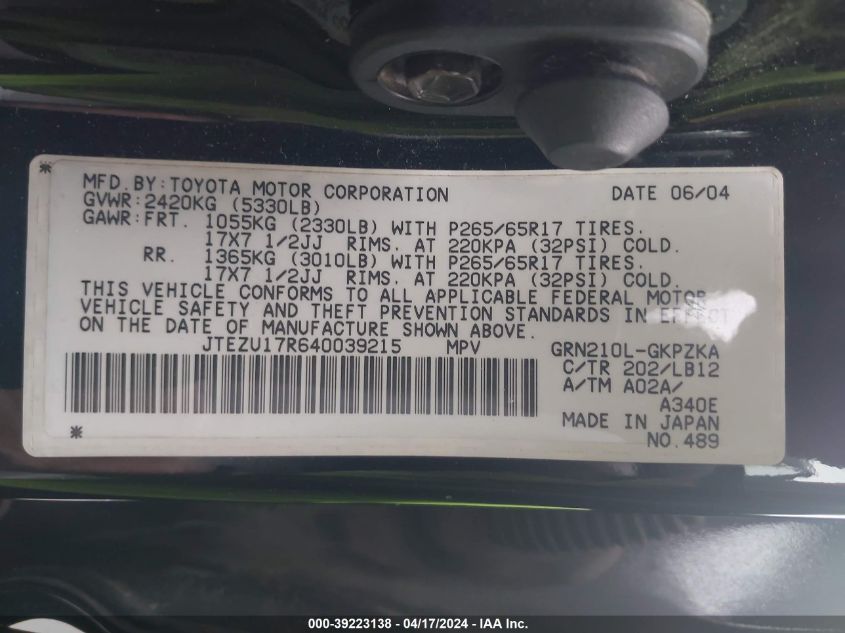 MFD. BY: TOYOTA MOTOR CORPORATION DATE 06/04
GVWR: 2420KG (5330LB)
GAWR: FRT. 1055KG (2330LB) WITH P265/65R17 TIRES.
17X7 1/2JJ RIMS. AT 220KPA (32PSI) COLD.
RR. 1365KG (3010LB) WITH P265/65R17 TIRES.
17X7 1/2JJ RIMS. AT 220KPA (32PSI) COLD.
THIS VEHICLE CONFORMS TO ALL APPLICABLE FEDERAL MOTOR
VEHICLE SAFETY AND THEFT PREVENTION STANDARDS IN EFFECT
ON THE DATE OF MANUFACTURE SHOWN ABOVE.
JTEZU17R640039215 MPV GRN210L-GKPZKA
C/TR 202/LB12
A/TM A02A/
A340E
MADE IN JAPAN
NO. 489
000-39223138 - 04/17/2024 - IAA Inc.